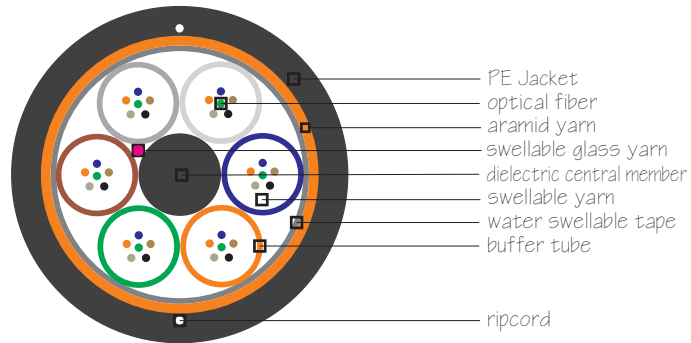 PE Jacket
optical fiber
aramid yarn
swellable glass yarn
dielectric central member
swellable yarn
water swellable tape
buffer tube
ripcord